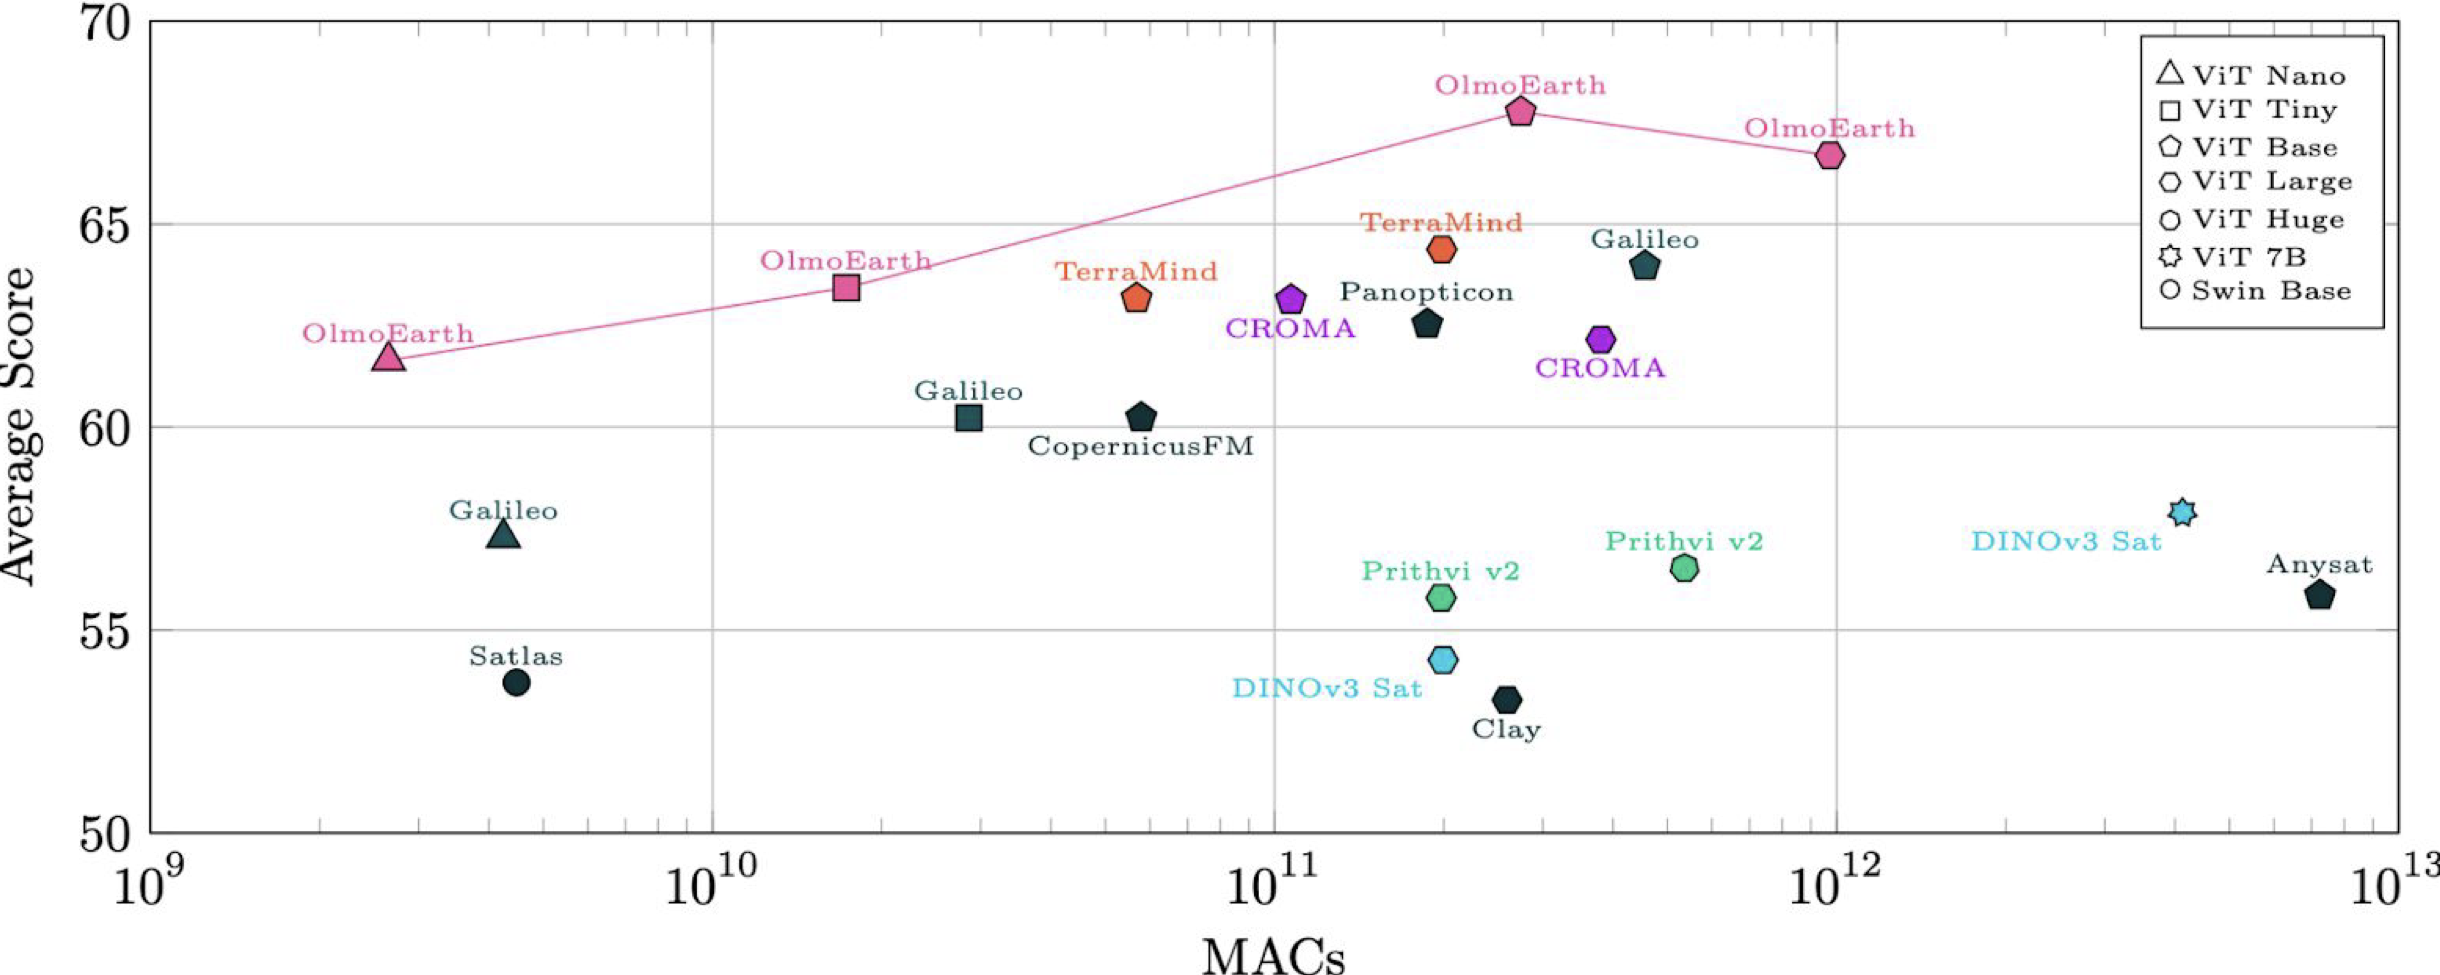 70
65
60
55
50
Average Score
10^9
10^10
10^11
10^12
10^13
MACs
ViT Nano
ViT Tiny
ViT Base
ViT Large
ViT Huge
ViT 7B
Swin Base
OlmoEarth
OlmoEarth
TerraMind
Galileo
OlmoEarth
TerraMind
Panopticon
CROMA
OlmoEarth
CROMA
Galileo
CopernicusFM
Galileo
Prithvi v2
DINOv3 Sat
Anysat
Prithvi v2
Satlas
DINOv3 Sat
Clay